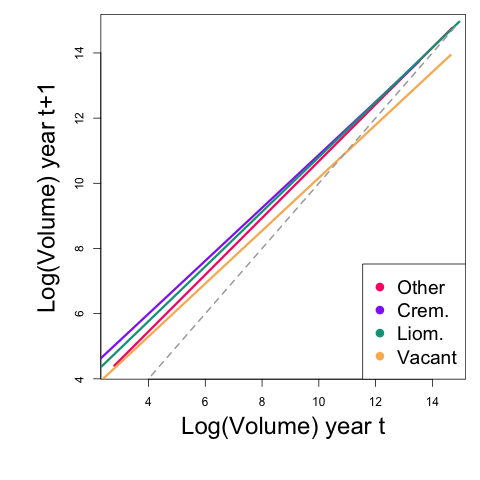 Log(Volume) year t+1
14
12
10
8
6
4
Other
Crem.
Liom.
Vacant
4 6 8 10 12 14
Log(Volume) year t